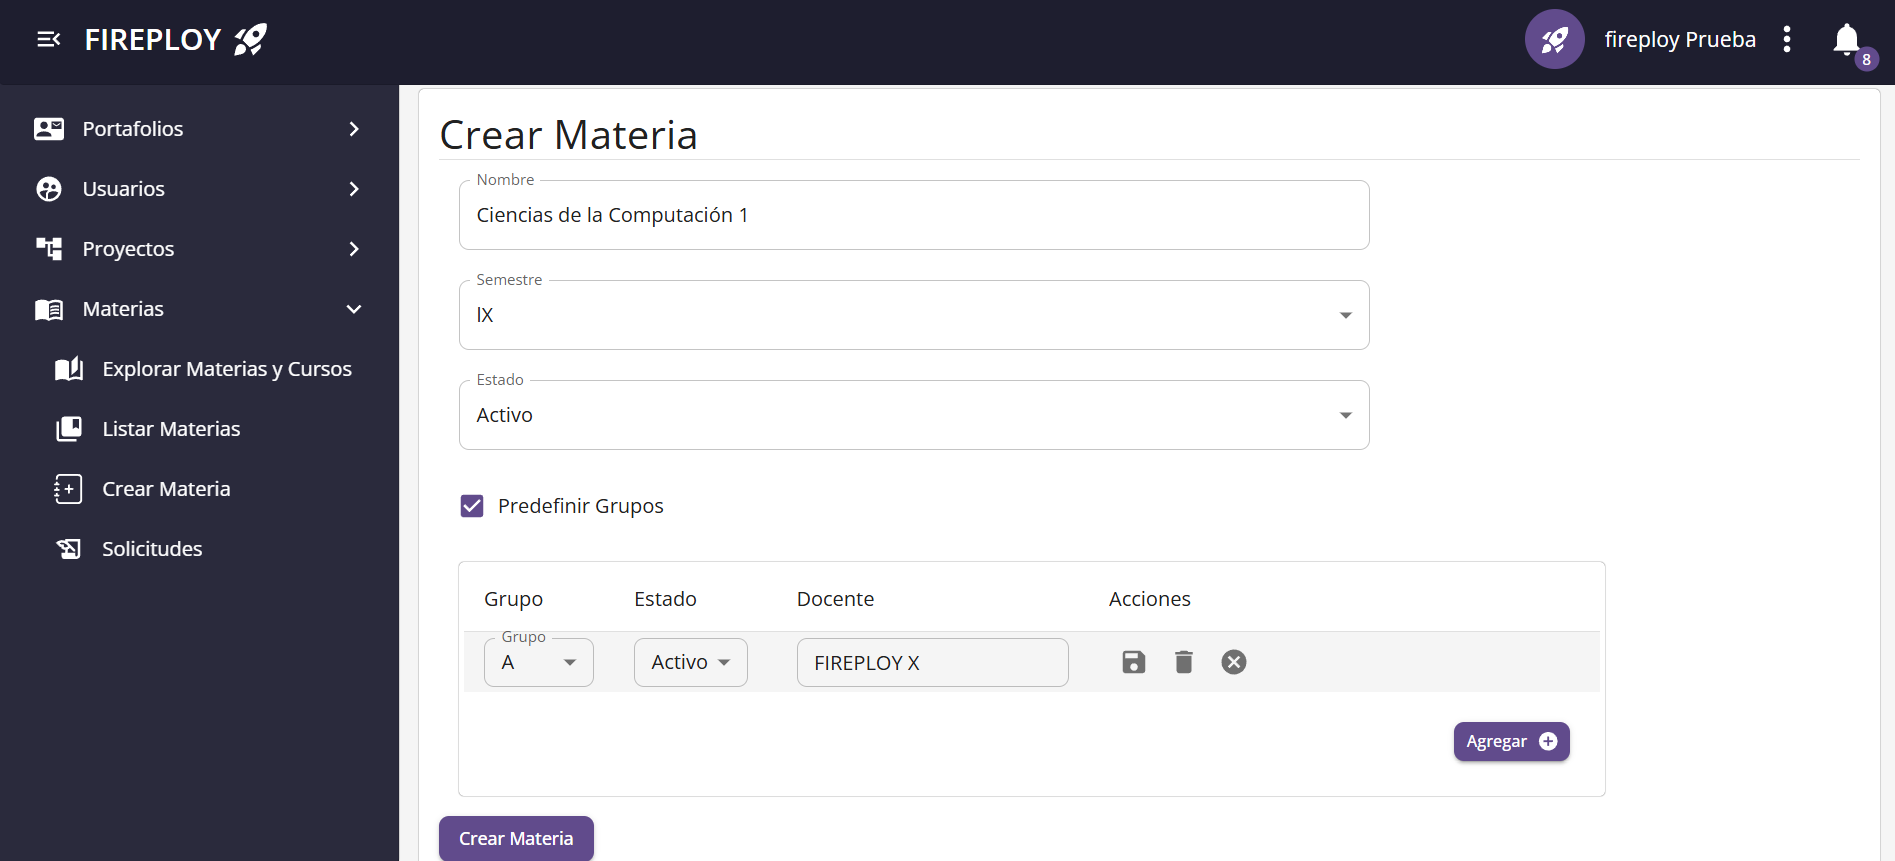 FIREPLOY
fireploy Prueba
8
Portafolios
Usuarios
Proyectos
Materias
Explorar Materias y Cursos
Listar Materias
Crear Materia
Solicitudes
Crear Materia
Nombre
Ciencias de la Computación 1
Semestre
IX
Estado
Activo
Predefinir Grupos
Grupo Estado Docente Acciones
Grupo
A Activo FIREPLOY X
Agregar
Crear Materia